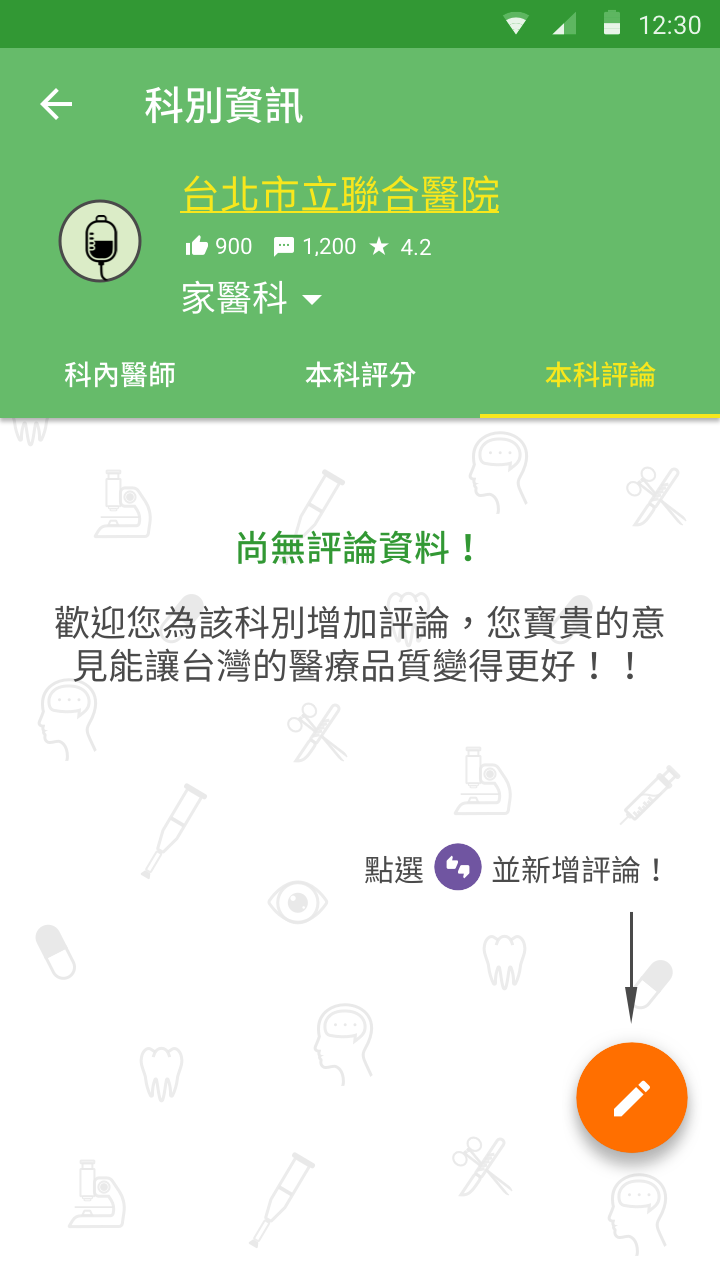 12:30
科別資訊
台北市立聯合醫院
900 1,200 4.2
家醫科
科內醫師 本科評分 本科評論
尚無評論資料！
歡迎您為該科別增加評論，您寶貴的意
見能讓台灣的醫療品質變得更好！！
點選 並新增評論！